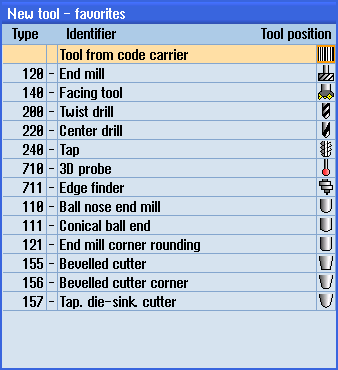 New tool - favorites
Type Identifier Tool position
Tool from code carrier
120 - End mill
140 - Facing tool
200 - Twist drill
220 - Center drill
240 - Tap
710 - 3D probe
711 - Edge finder
110 - Ball nose end mill
111 - Conical ball end
121 - End mill corner rounding
155 - Bevelled cutter
156 - Bevelled cutter corner
157 - Tap. die-sink. cutter